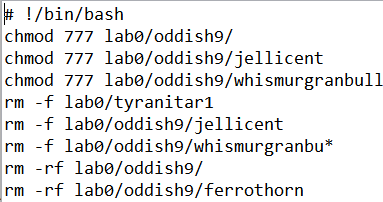 # !/bin/bash
chmod 777 lab0/oddish9/
chmod 777 lab0/oddish9/jellicent
chmod 777 lab0/oddish9/whismurgranbull
rm -f lab0/tyranitar1
rm -f lab0/oddish9/jellicent
rm -f lab0/oddish9/whismurgranbu*
rm -rf lab0/oddish9/
rm -rf lab0/oddish9/ferrothorn